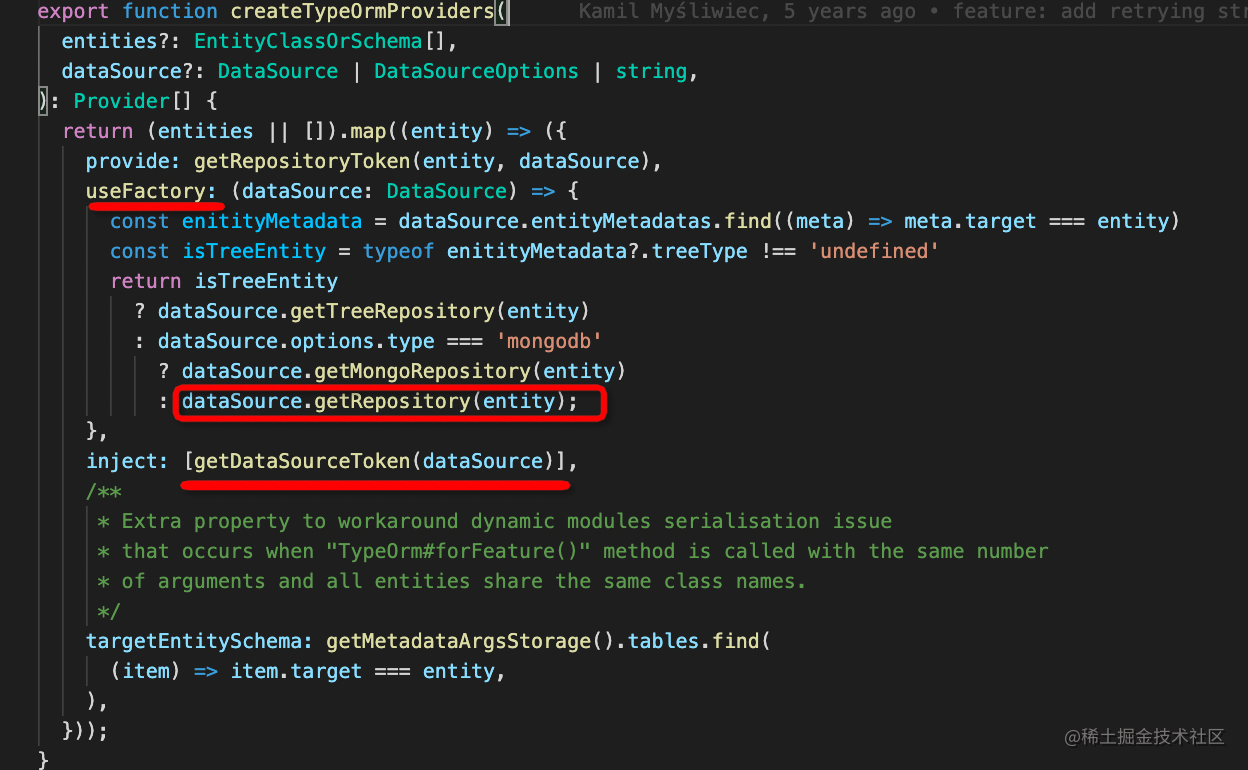 export function createTypeOrmProviders( Kamil Myśliwiec, 5 years ago • feature: add retrying
entities?: EntityClassOrSchema[],
dataSource?: DataSource | DataSourceOptions | string,
): Provider[] {
return (entities || []).map((entity) => ({
provide: getRepositoryToken(entity, dataSource),
useFactory: (dataSource: DataSource) => {
const enitityMetadata = dataSource.entityMetadatas.find((meta) => meta.target === entity)
const isTreeEntity = typeof enitityMetadata?.treeType !== 'undefined'
return isTreeEntity
? dataSource.getTreeRepository(entity)
: dataSource.options.type === 'mongodb'
? dataSource.getMongoRepository(entity)
: dataSource.getRepository(entity);
},
inject: [getDataSourceToken(dataSource)],
/**
* Extra property to workaround dynamic modules serialisation issue
* that occurs when "TypeOrm#forFeature()" method is called with the same number
* of arguments and all entities share the same class names.
*/
targetEntitySchema: getMetadataArgsStorage().tables.find(
(item) => item.target === entity,
),
}));
}
@稀土掘金技术社区